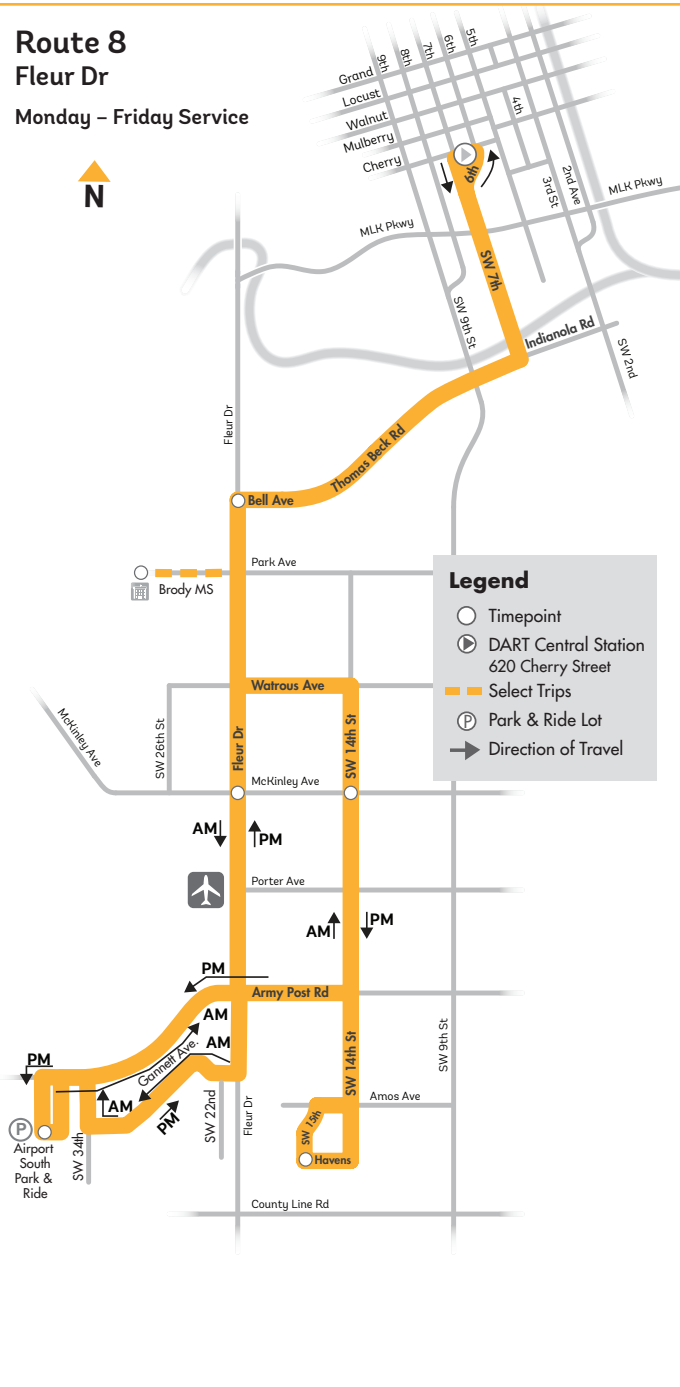 Route 8
Fleur Dr
Monday – Friday Service
N
9th
8th
7th
6th
5th
Grand
Locust
Walnut
Mulberry
Cherry
4th
6th
3rd St
2nd Ave
MLK Pkwy
MLK Pkwy
SW 7th
SW 9th St
Indianola Rd
SW 2nd
Fleur Dr
Thomas Beck Rd
Bell Ave
Park Ave
Brody MS
Legend
Timepoint
DART Central Station
620 Cherry Street
Select Trips
P
Park & Ride Lot
Direction of Travel
Watrous Ave
McKinley Ave
SW 26th St
Fleur Dr
SW 14th St
McKinley Ave
AM
PM
Porter Ave
AM
PM
PM
Army Post Rd
AM
AM
Gannett Ave.
PM
AM
PM
SW 22nd
Fleur Dr
SW 14th St
SW 9th St
Amos Ave
SW 15th
Havens
P
Airport
South
Park &
Ride
SW 34th
County Line Rd